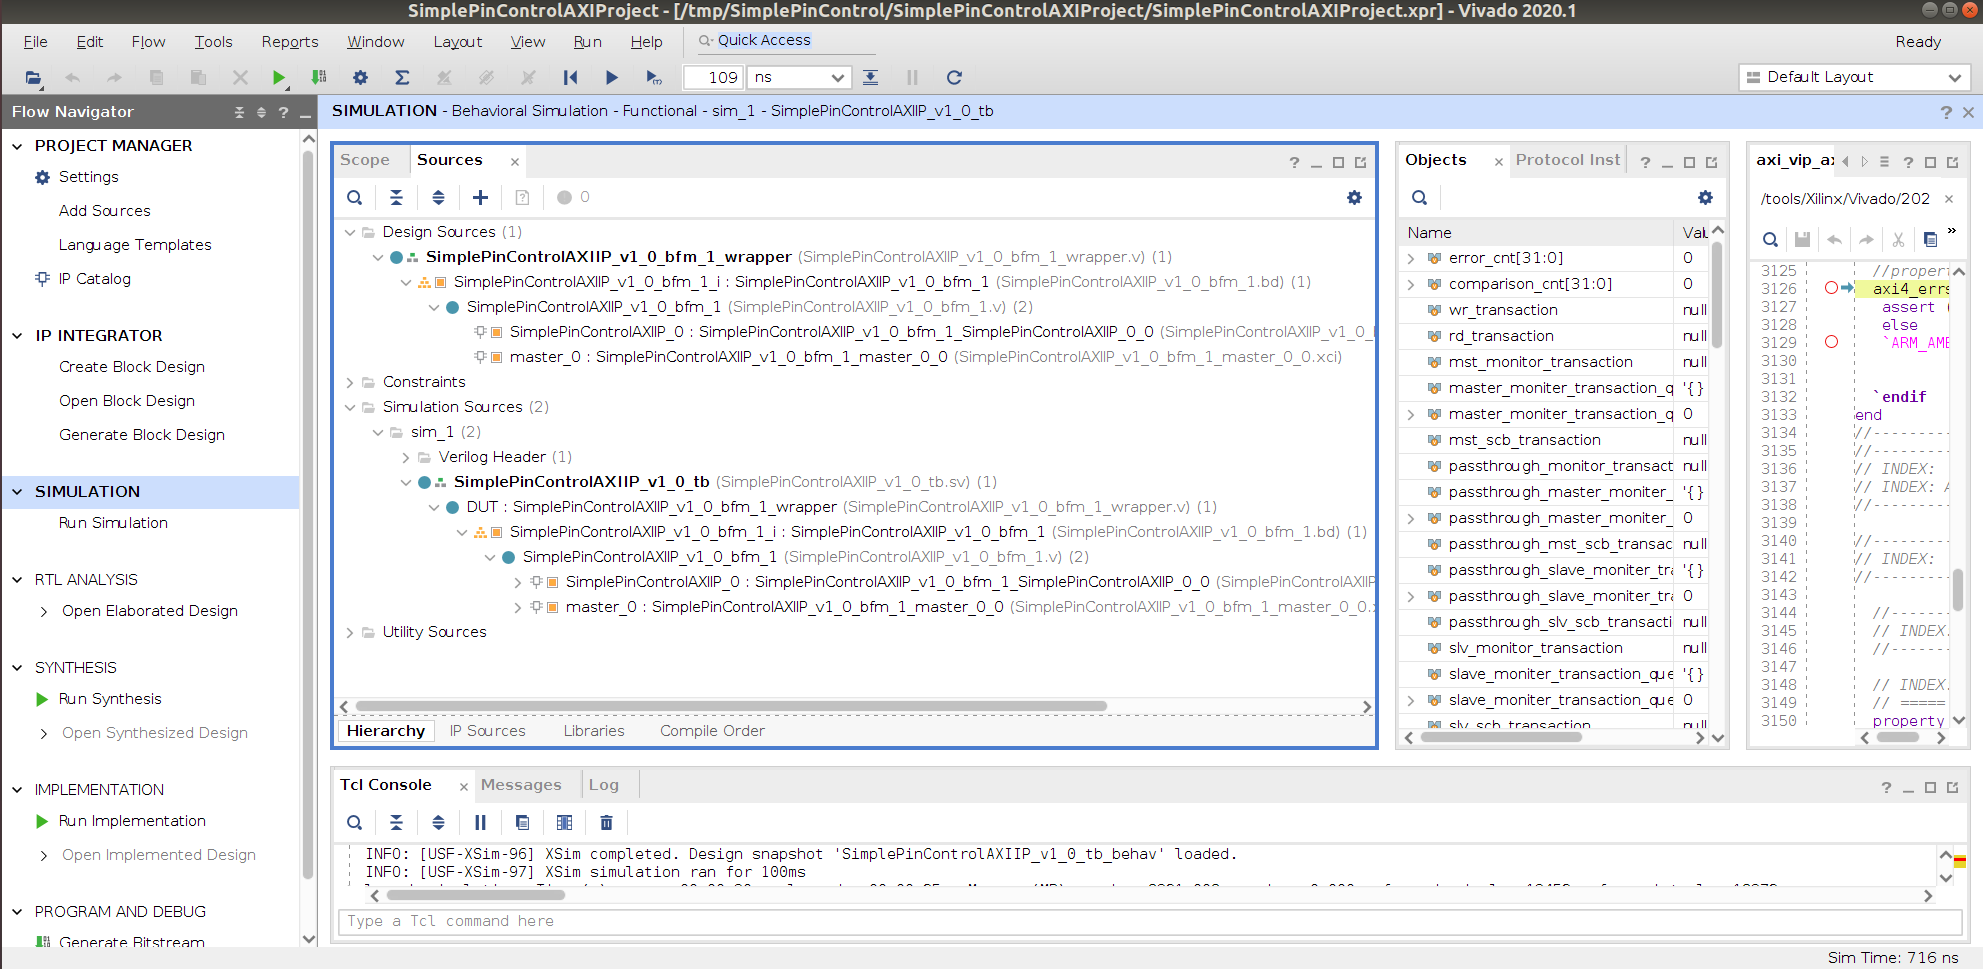 SimplePinControlAXIProject - [/tmp/SimplePinControl/SimplePinControlAXIProject/SimplePinControlAXIProject.xpr] - Vivado 2020.1
File Edit Flow Tools Reports Window Layout View Run Help Quick Access Ready
109 ns Default Layout
Flow Navigator
PROJECT MANAGER
Settings
Add Sources
Language Templates
IP Catalog
IP INTEGRATOR
Create Block Design
Open Block Design
Generate Block Design
SIMULATION
Run Simulation
RTL ANALYSIS
Open Elaborated Design
SYNTHESIS
Run Synthesis
Open Synthesized Design
IMPLEMENTATION
Run Implementation
Open Implemented Design
PROGRAM AND DEBUG
Generate Bitstream
SIMULATION - Behavioral Simulation - Functional - sim_1 - SimplePinControlAXIIP_v1_0_tb
Scope Sources
0
Design Sources (1)
SimplePinControlAXIIP_v1_0_bfm_1_wrapper (SimplePinControlAXIIP_v1_0_bfm_1_wrapper.v) (1)
SimplePinControlAXIIP_v1_0_bfm_1_i : SimplePinControlAXIIP_v1_0_bfm_1 (SimplePinControlAXIIP_v1_0_bfm_1.bd) (1)
SimplePinControlAXIIP_v1_0_bfm_1 (SimplePinControlAXIIP_v1_0_bfm_1.v) (2)
SimplePinControlAXIIP_0 : SimplePinControlAXIIP_v1_0_bfm_1_SimplePinControlAXIIP_0_0 (SimplePinControlAXIIP_v1_0_
master_0 : SimplePinControlAXIIP_v1_0_bfm_1_master_0_0 (SimplePinControlAXIIP_v1_0_bfm_1_master_0_0.xci)
Constraints
Simulation Sources (2)
sim_1 (2)
Verilog Header (1)
SimplePinControlAXIIP_v1_0_tb (SimplePinControlAXIIP_v1_0_tb.sv) (1)
DUT : SimplePinControlAXIIP_v1_0_bfm_1_wrapper (SimplePinControlAXIIP_v1_0_bfm_1_wrapper.v) (1)
SimplePinControlAXIIP_v1_0_bfm_1_i : SimplePinControlAXIIP_v1_0_bfm_1 (SimplePinControlAXIIP_v1_0_bfm_1.bd) (1)
SimplePinControlAXIIP_v1_0_bfm_1 (SimplePinControlAXIIP_v1_0_bfm_1.v) (2)
SimplePinControlAXIIP_0 : SimplePinControlAXIIP_v1_0_bfm_1_SimplePinControlAXIIP_0_0 (SimplePinControlAXIIP
master_0 : SimplePinControlAXIIP_v1_0_bfm_1_master_0_0 (SimplePinControlAXIIP_v1_0_bfm_1_master_0_0.
Utility Sources
Hierarchy IP Sources Libraries Compile Order
Objects Protocol Inst
Name Val
error_cnt[31:0] 0
comparison_cnt[31:0] 0
wr_transaction null
rd_transaction null
mst_monitor_transaction null
master_moniter_transaction_q '{}
master_moniter_transaction_q 0
mst_scb_transaction null
passthrough_monitor_transact null
passthrough_master_moniter_ '{}
passthrough_master_moniter_ 0
passthrough_mst_scb_transac null
passthrough_slave_moniter_tra '{}
passthrough_slave_moniter_tra 0
passthrough_slv_scb_transacti null
slv_monitor_transaction null
slave_moniter_transaction_que '{}
slave_moniter_transaction_que 0
slv_scb_transaction null
axi_vip_ax
/tools/Xilinx/Vivado/202
3125 //propert
3126 axi4_errs
3127 assert (
3128 else
3129 `ARM_AMB
3130
3131
3132 `endif
3133 end
3134 //---------
3135 //---------
3136 // INDEX:
3137 // INDEX: A
3138 //---------
3139
3140 //---------
3141 // INDEX:
3142 //---------
3143
3144 //-------
3145 // INDEX:
3146 //-------
3147
3148 // INDEX:
3149 // =====
3150 property
Tcl Console Messages Log
INFO: [USF-XSim-96] XSim completed. Design snapshot 'SimplePinControlAXIIP_v1_0_tb_behav' loaded.
INFO: [USF-XSim-97] XSim simulation ran for 100ms
Type a Tcl command here
Sim Time: 716 ns